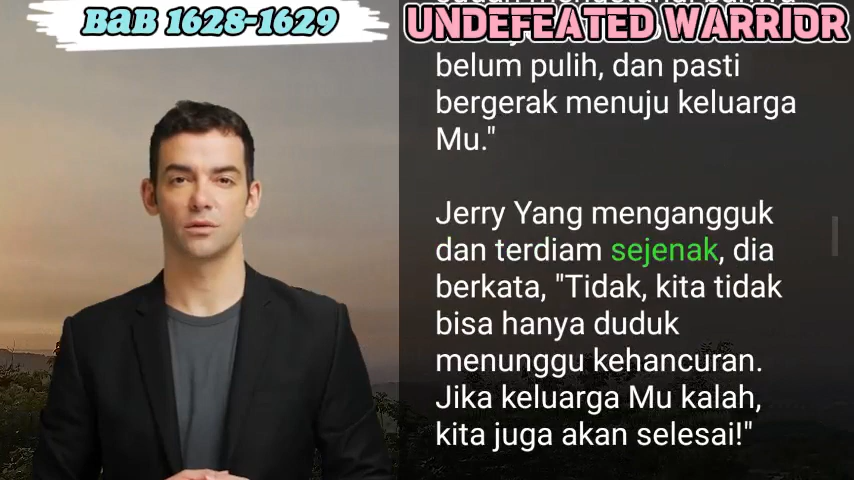 BAB 1628-1629
UNDEFEATED WARRIOR
belum pulih, dan pasti
bergerak menuju keluarga
Mu."
Jerry Yang mengangguk
dan terdiam sejenak, dia
berkata, "Tidak, kita tidak
bisa hanya duduk
menunggu kehancuran.
Jika keluarga Mu kalah,
kita juga akan selesai!"